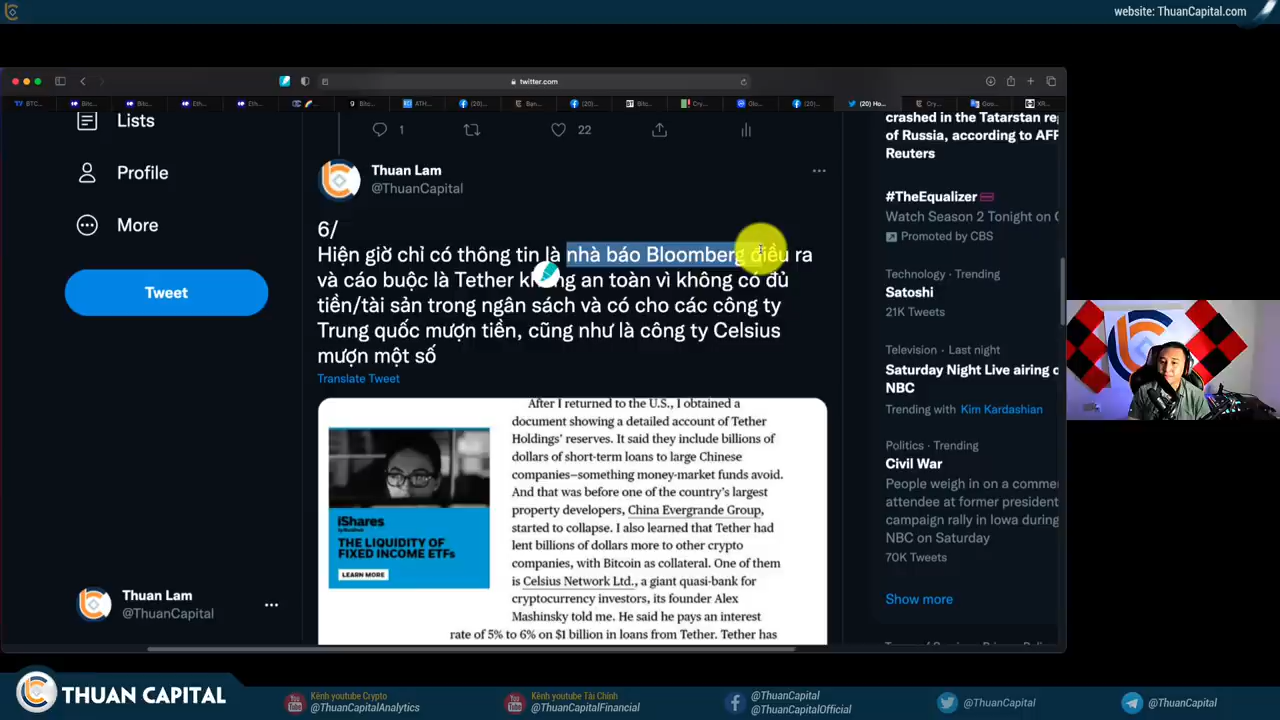 website: ThuanCapital.com
twitter.com
Lists
Profile
More
Tweet
Thuan Lam
@ThuanCapital
1
22
Thuan Lam
@ThuanCapital
6/
Hiện giờ chỉ có thông tin là nhà báo Bloomberg điều ra
và cáo buộc là Tether không an toàn vì không có đủ
tiền/tài sản trong ngân sách và có cho các công ty
Trung quốc mượn tiền, cũng như là công ty Celsius
mượn một số
Translate Tweet
After I returned to the U.S., I obtained a
document showing a detailed account of Tether
Holdings' reserves. It said they include billions of
dollars of short-term loans to large Chinese
companies—something money-market funds avoid.
And that was before one of the country's largest
property developers, China Evergrande Group,
started to collapse. I also learned that Tether had
lent billions of dollars more to other crypto
companies, with Bitcoin as collateral. One of them
is Celsius Network Ltd., a giant quasi-bank for
cryptocurrency investors, its founder Alex
Mashinsky told me. He said he pays an interest
rate of 5% to 6% on $1 billion in loans from Tether. Tether has
iShares
THE LIQUIDITY OF
FIXED INCOME ETFs
LEARN MORE
crashed in the Tatarstan re
of Russia, according to AFP
Reuters
#TheEqualizer
Watch Season 2 Tonight on C
Promoted by CBS
Technology · Trending
Satoshi
21K Tweets
Television · Last night
Saturday Night Live airing o
NBC
Trending with Kim Kardashian
Politics · Trending
Civil War
People weigh in on a comme
attendee at former president
campaign rally in Iowa during
NBC on Saturday
70K Tweets
Show more
THUAN CAPITAL
Kênh youtube Crypto
@ThuanCapitalAnalytics
Kênh youtube Tài Chính
@ThuanCapitalFinancial
@ThuanCapital
@ThuanCapitalOfficial
@ThuanCapital
@ThuanCapital